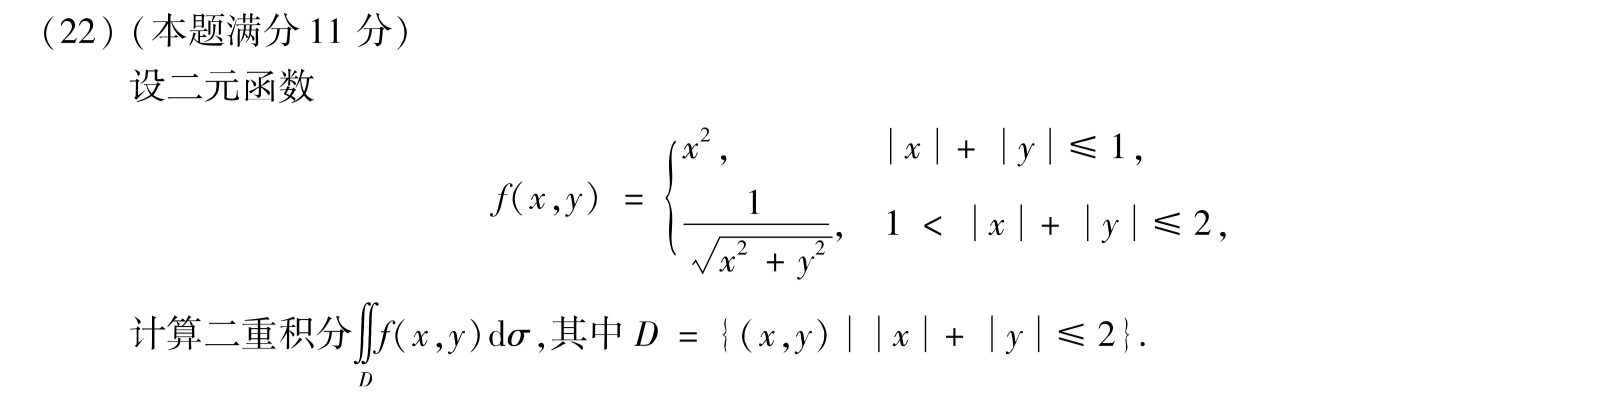 (22) (本题满分 11 分)
设二元函数
f(x,y) = { x², |x| + |y| ≤ 1,
1/√(x² + y²), 1 < |x| + |y| ≤ 2,
计算二重积分∬_D f(x,y)dσ,其中 D = {(x,y) | |x| + |y| ≤ 2}.